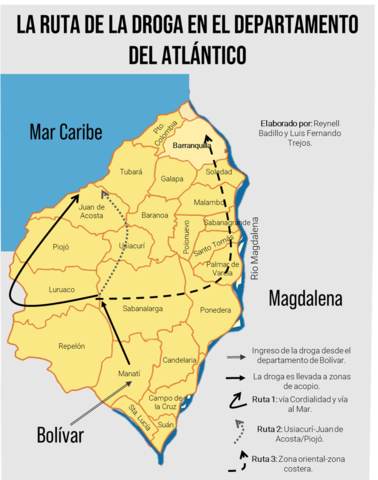 LA RUTA DE LA DROGA EN EL DEPARTAMENTO
DEL ATLÁNTICO
Mar Caribe
Elaborado por: Reynell
Badillo y Luis Fernando
Trejos.
Pto.
Colombia
Barranquilla
Tubará
Galapa
Soledad
Malambo
Juan de
Acosta
Baranoa
Polonuevo
Sabanagrande
Santo Tomás
Piojó
Usiacurí
Palmar de
Varela
Río Magdalena
Luruaco
Sabanalarga
Ponedera
Magdalena
Repelón
Candelaria
Manatí
Campo de
la Cruz
Sta. Lucía
Suán
Bolívar
Ingreso de la droga desde el
departamento de Bolívar.
La droga es llevada a zonas
de acopio.
Ruta 1: vía Cordialidad y vía
al Mar.
Ruta 2: Usiacurí-Juan de
Acosta/Piojó.
Ruta 3: Zona oriental-zona
costera.